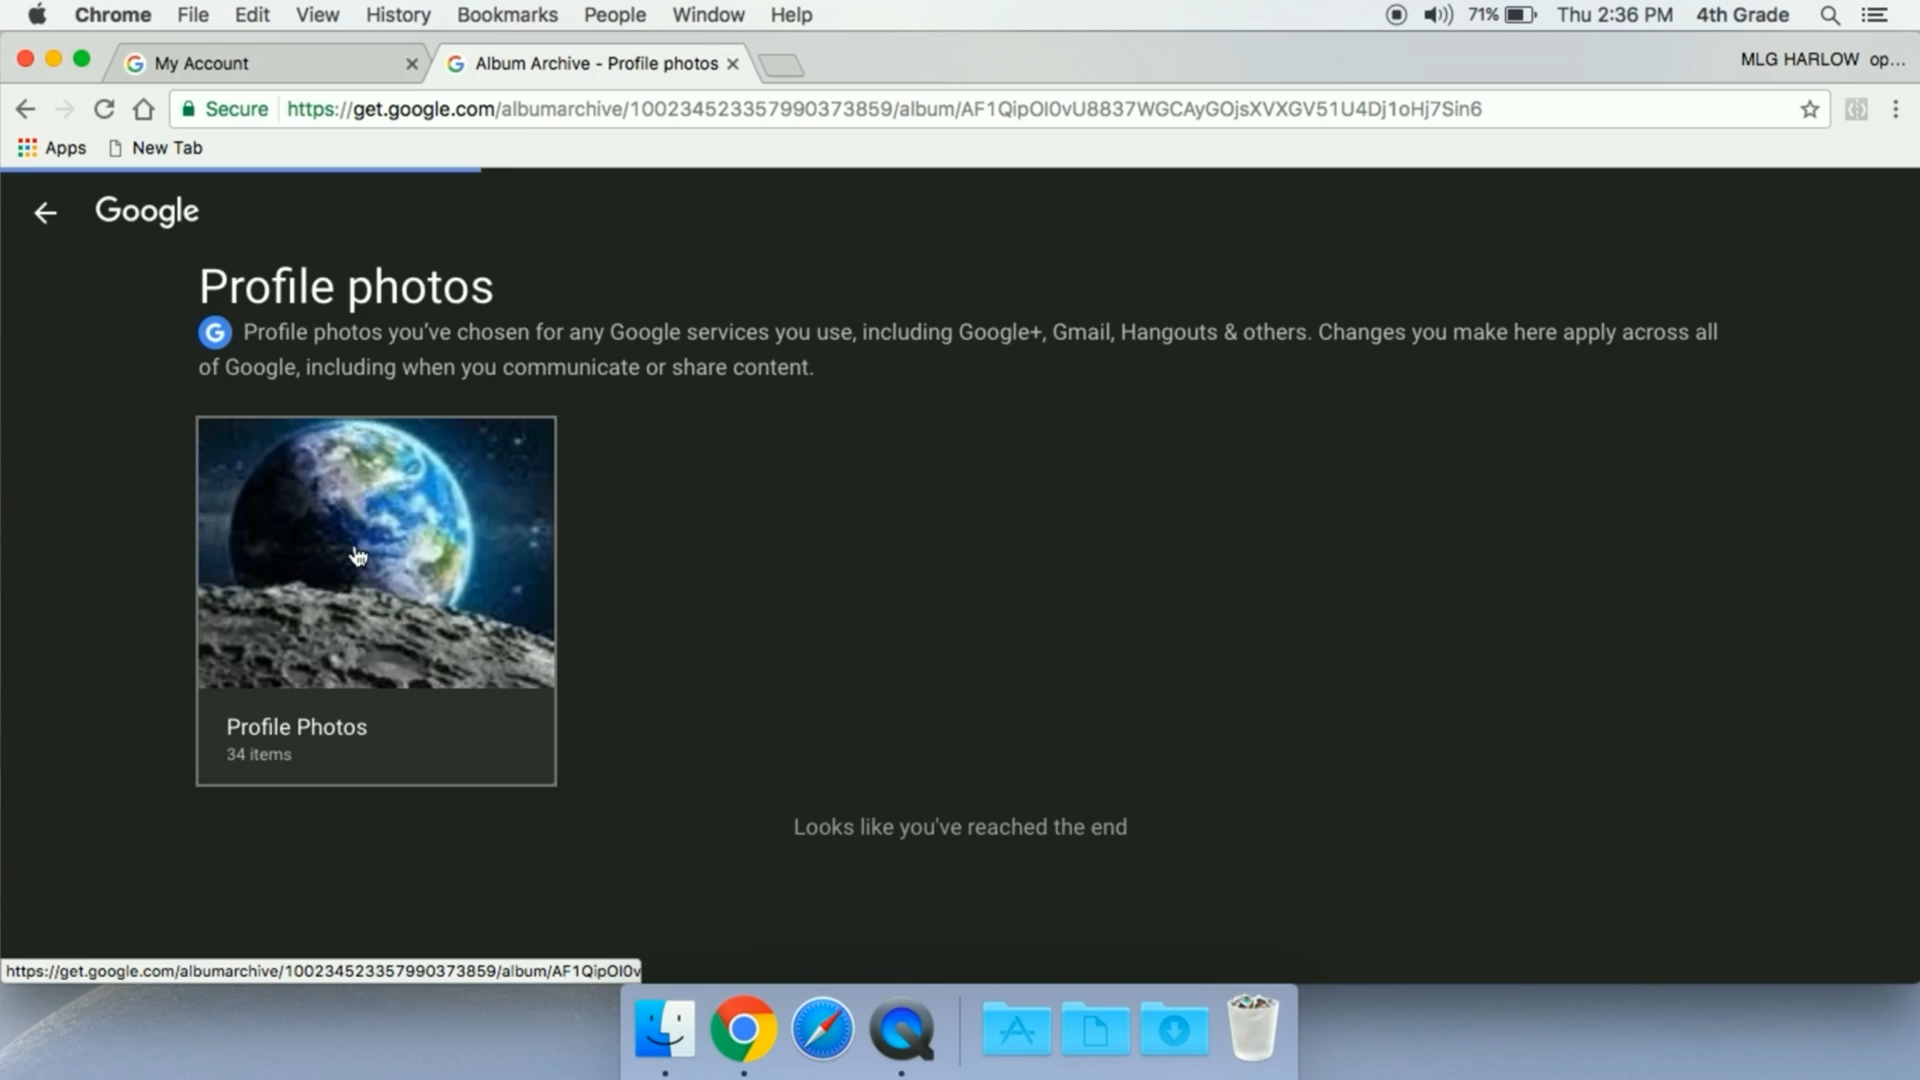 Chrome File Edit View History Bookmarks People Window Help 71% Thu 2:36 PM 4th Grade
My Account Album Archive - Profile photos MLG HARLOW op...
Secure https://get.google.com/albumarchive/100234523357990373859/album/AF1QipOl0vU8837WGCAyGOjsXVXGV51U4Dj1oHj7Sin6
Apps New Tab
Google
Profile photos
G Profile photos you've chosen for any Google services you use, including Google+, Gmail, Hangouts & others. Changes you make here apply across all
of Google, including when you communicate or share content.
Profile Photos
34 items
Looks like you've reached the end
https://get.google.com/albumarchive/100234523357990373859/album/AF1QipOl0v